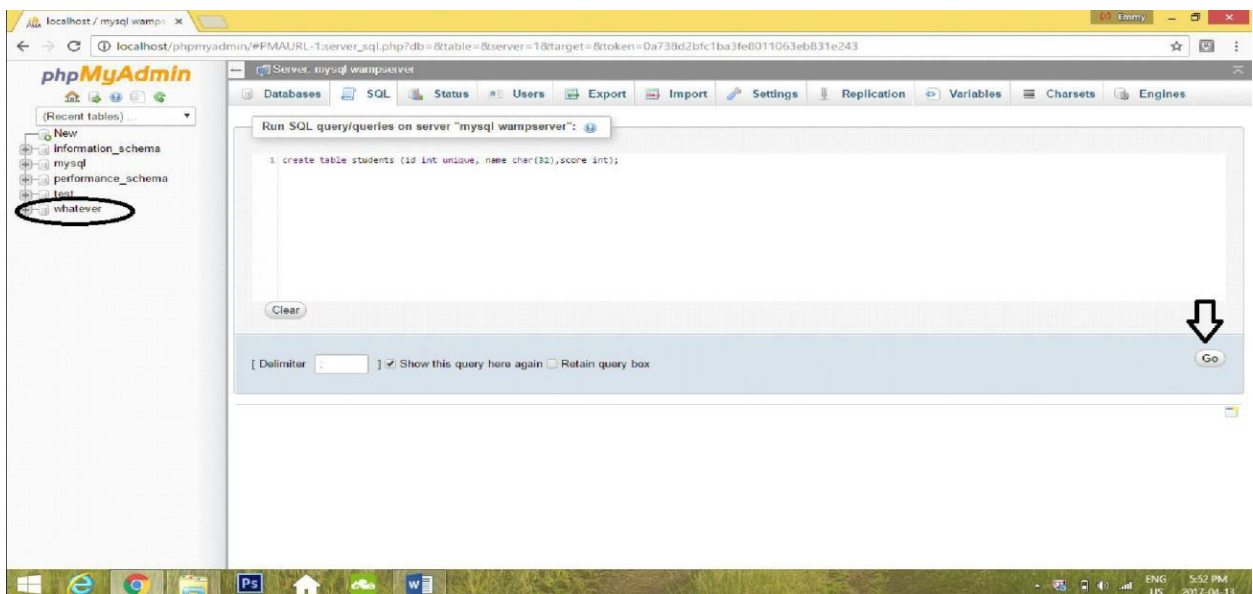 localhost / mysql wamps
Emmy
localhost/phpmyadmin/#PMAURL-1:server_sql.php?db=&table=&server=1&target=&token=0a738d2bfc1ba3fe8011063eb831e243
phpMyAdmin
Server: mysql wampserver
Databases SQL Status Users Export Import Settings Replication Variables Charsets Engines
(Recent tables) ...
Run SQL query/queries on server "mysql wampserver":
New
information_schema
mysql
performance_schema
test
whatever
1 create table students (id int unique, name char(32),score int);
Clear
[ Delimiter ; ] Show this query here again Retain query box
Go
Ps
W
ENG 5:52 PM
US 2017-04-13